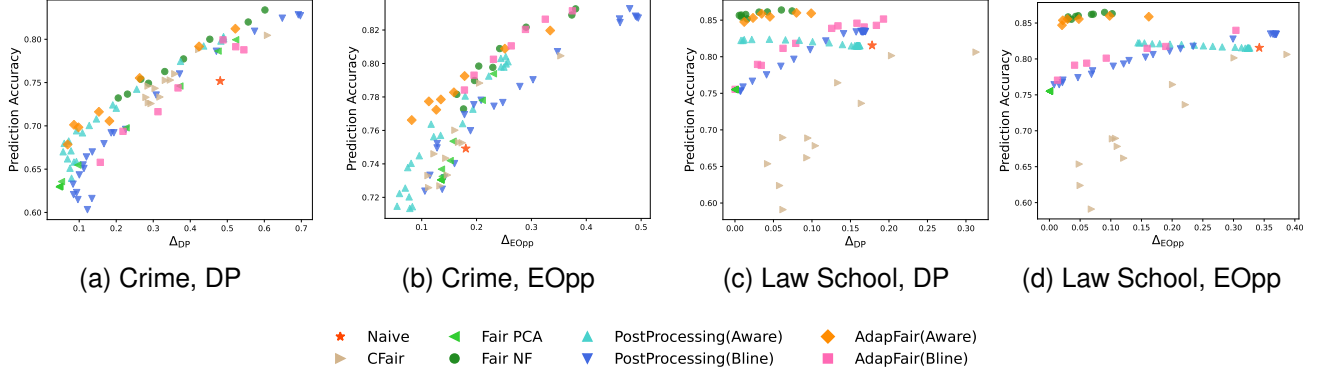 0.80
0.75
0.70
0.65
0.60
Prediction Accuracy
0.1 0.2 0.3 0.4 0.5 0.6 0.7
Δ_DP
(a) Crime, DP
0.82
0.80
0.78
0.76
0.74
0.72
Prediction Accuracy
0.1 0.2 0.3 0.4 0.5
Δ_EOpp
(b) Crime, EOpp
0.85
0.80
0.75
0.70
0.65
0.60
Prediction Accuracy
0.00 0.05 0.10 0.15 0.20 0.25 0.30
Δ_DP
(c) Law School, DP
0.85
0.80
0.75
0.70
0.65
0.60
Prediction Accuracy
0.00 0.05 0.10 0.15 0.20 0.25 0.30 0.35 0.40
Δ_EOpp
(d) Law School, EOpp
Naive Fair PCA PostProcessing(Aware) AdapFair(Aware)
CFair Fair NF PostProcessing(Bline) AdapFair(Bline)